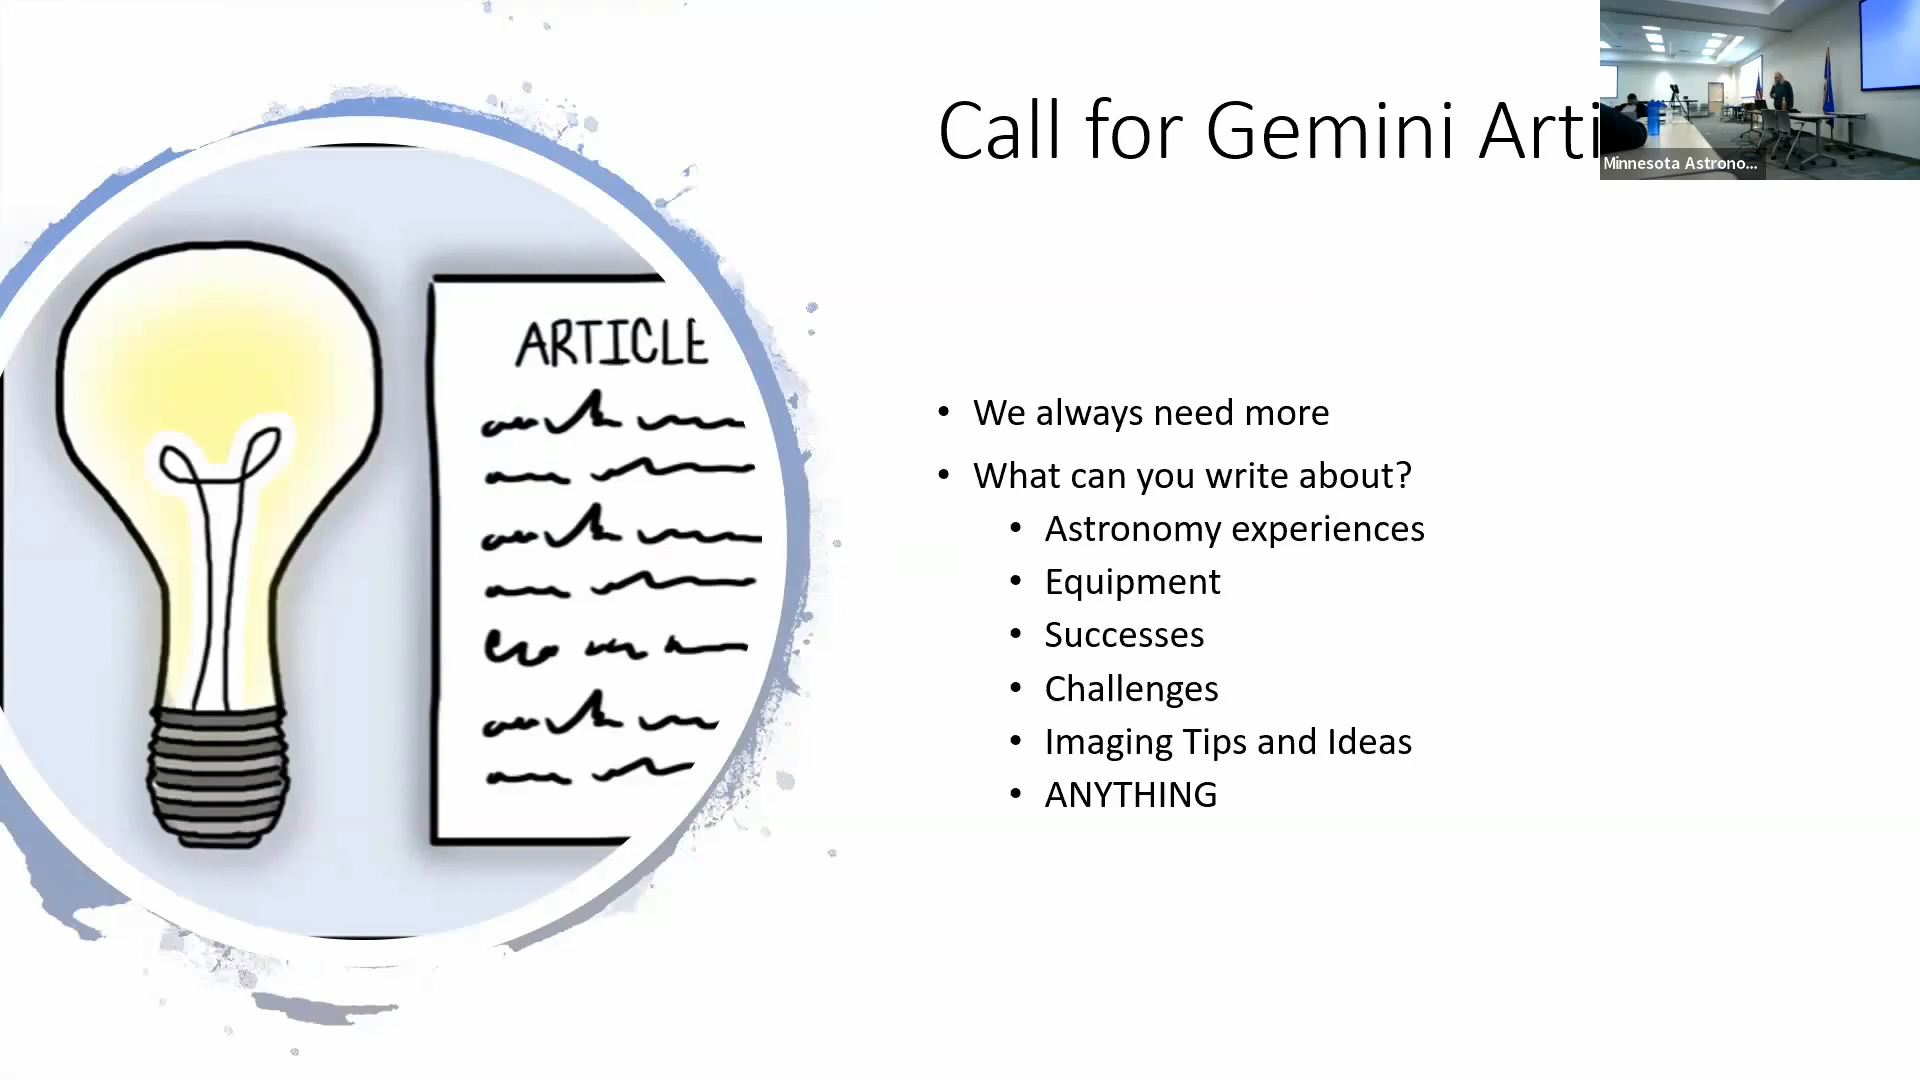 Call for Gemini Arti
Minnesota Astrono...
ARTICLE
• We always need more
• What can you write about?
• Astronomy experiences
• Equipment
• Successes
• Challenges
• Imaging Tips and Ideas
• ANYTHING